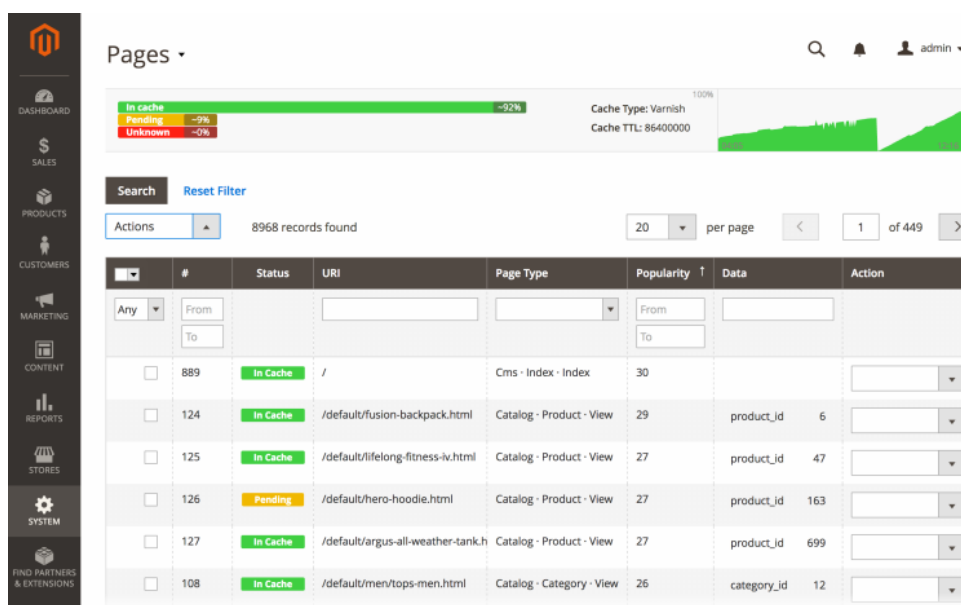 Pages
admin
DASHBOARD
SALES
PRODUCTS
CUSTOMERS
MARKETING
CONTENT
REPORTS
STORES
SYSTEM
FIND PARTNERS
& EXTENSIONS
In cache ~92%
Pending ~9%
Unknown ~0%
Cache Type: Varnish
Cache TTL: 86400000
100%
Search Reset Filter
Actions 8968 records found 20 per page 1 of 449
# Status URI Page Type Popularity ↑ Data Action
Any From From
To To
889 In Cache / Cms · Index · Index 30
124 In Cache /default/fusion-backpack.html Catalog · Product · View 29 product_id 6
125 In Cache /default/lifelong-fitness-iv.html Catalog · Product · View 27 product_id 47
126 Pending /default/hero-hoodie.html Catalog · Product · View 27 product_id 163
127 In Cache /default/argus-all-weather-tank.h Catalog · Product · View 27 product_id 699
108 In Cache /default/men/tops-men.html Catalog · Category · View 26 category_id 12